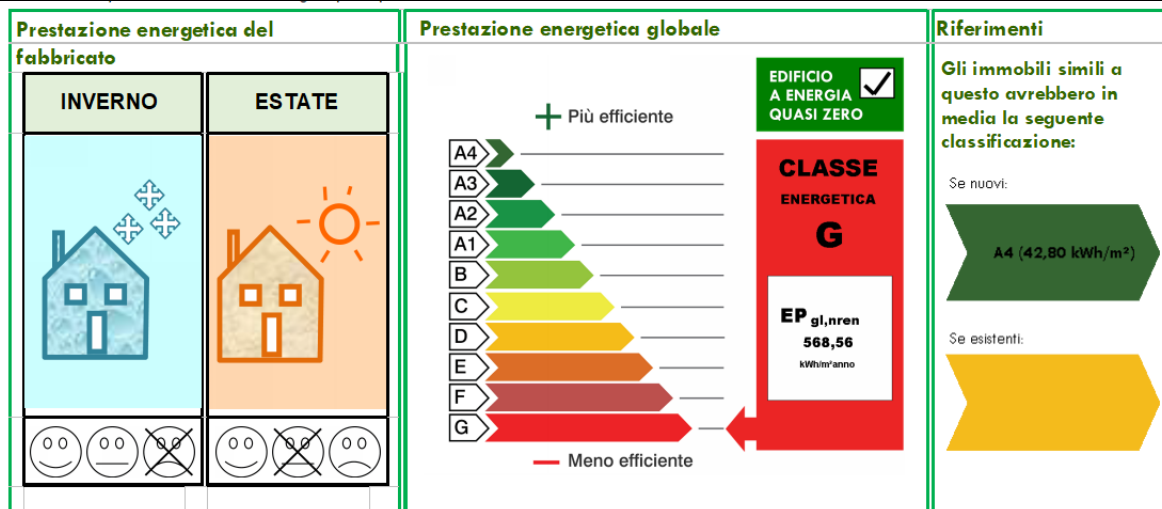 Prestazione energetica del
fabbricato
INVERNO
ESTATE
Prestazione energetica globale
Più efficiente
A4
A3
A2
A1
B
C
D
E
F
G
Meno efficiente
EDIFICIO
A ENERGIA
QUASI ZERO
CLASSE
ENERGETICA
G
EP gl,nren
568,56
kWh/m²anno
Riferimenti
Gli immobili simili a
questo avrebbero in
media la seguente
classificazione:
Se nuovi:
A4 (42,80 kWh/m²)
Se esistenti: